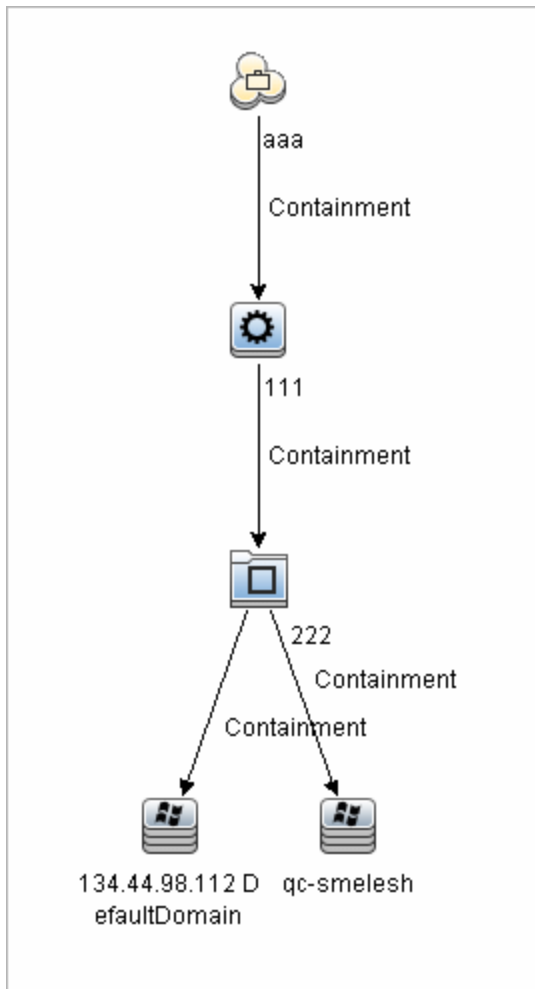 aaa
Containment
111
Containment
222
Containment
Containment
134.44.98.112 D
efaultDomain
qc-smelesh